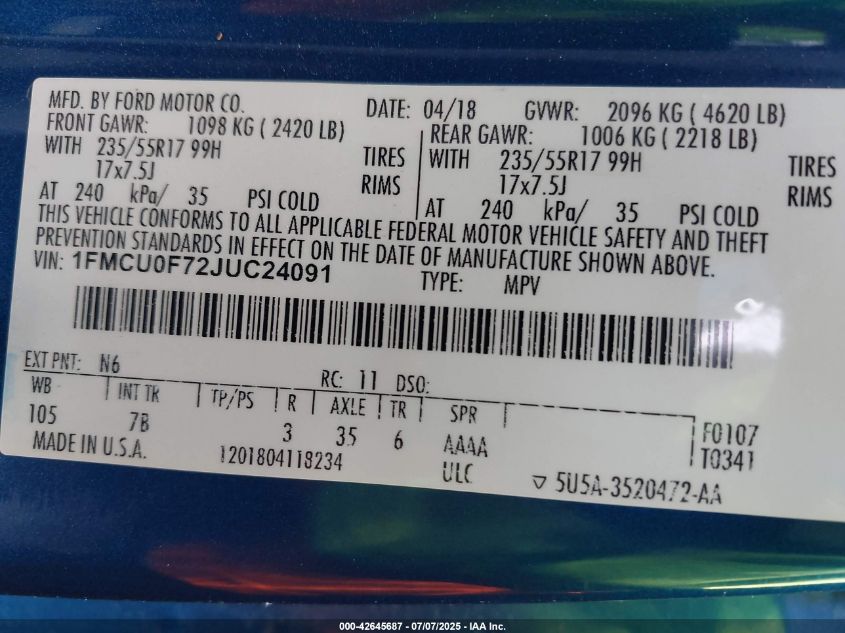 MFD. BY FORD MOTOR CO. DATE: 04/18 GVWR: 2096 KG ( 4620 LB)
FRONT GAWR: 1098 KG ( 2420 LB) REAR GAWR: 1006 KG ( 2218 LB)
WITH 235/55R17 99H TIRES WITH 235/55R17 99H TIRES
17x7.5J RIMS 17x7.5J RIMS
AT 240 kPa/ 35 PSI COLD AT 240 kPa/ 35 PSI COLD
THIS VEHICLE CONFORMS TO ALL APPLICABLE FEDERAL MOTOR VEHICLE SAFETY AND THEFT
PREVENTION STANDARDS IN EFFECT ON THE DATE OF MANUFACTURE SHOWN ABOVE.
VIN: 1FMCU0F72JUC24091 TYPE: MPV
EXT PNT: N6 RC: 11 DSO:
WB INT TR TP/PS R AXLE TR SPR
105 7B 3 35 6 AAAA F0107
MADE IN U.S.A. 1201804118234 ULC T0341
▽ 5U5A-3520472-AA
000-42645687 / 07/07/2025 - IAA Inc.